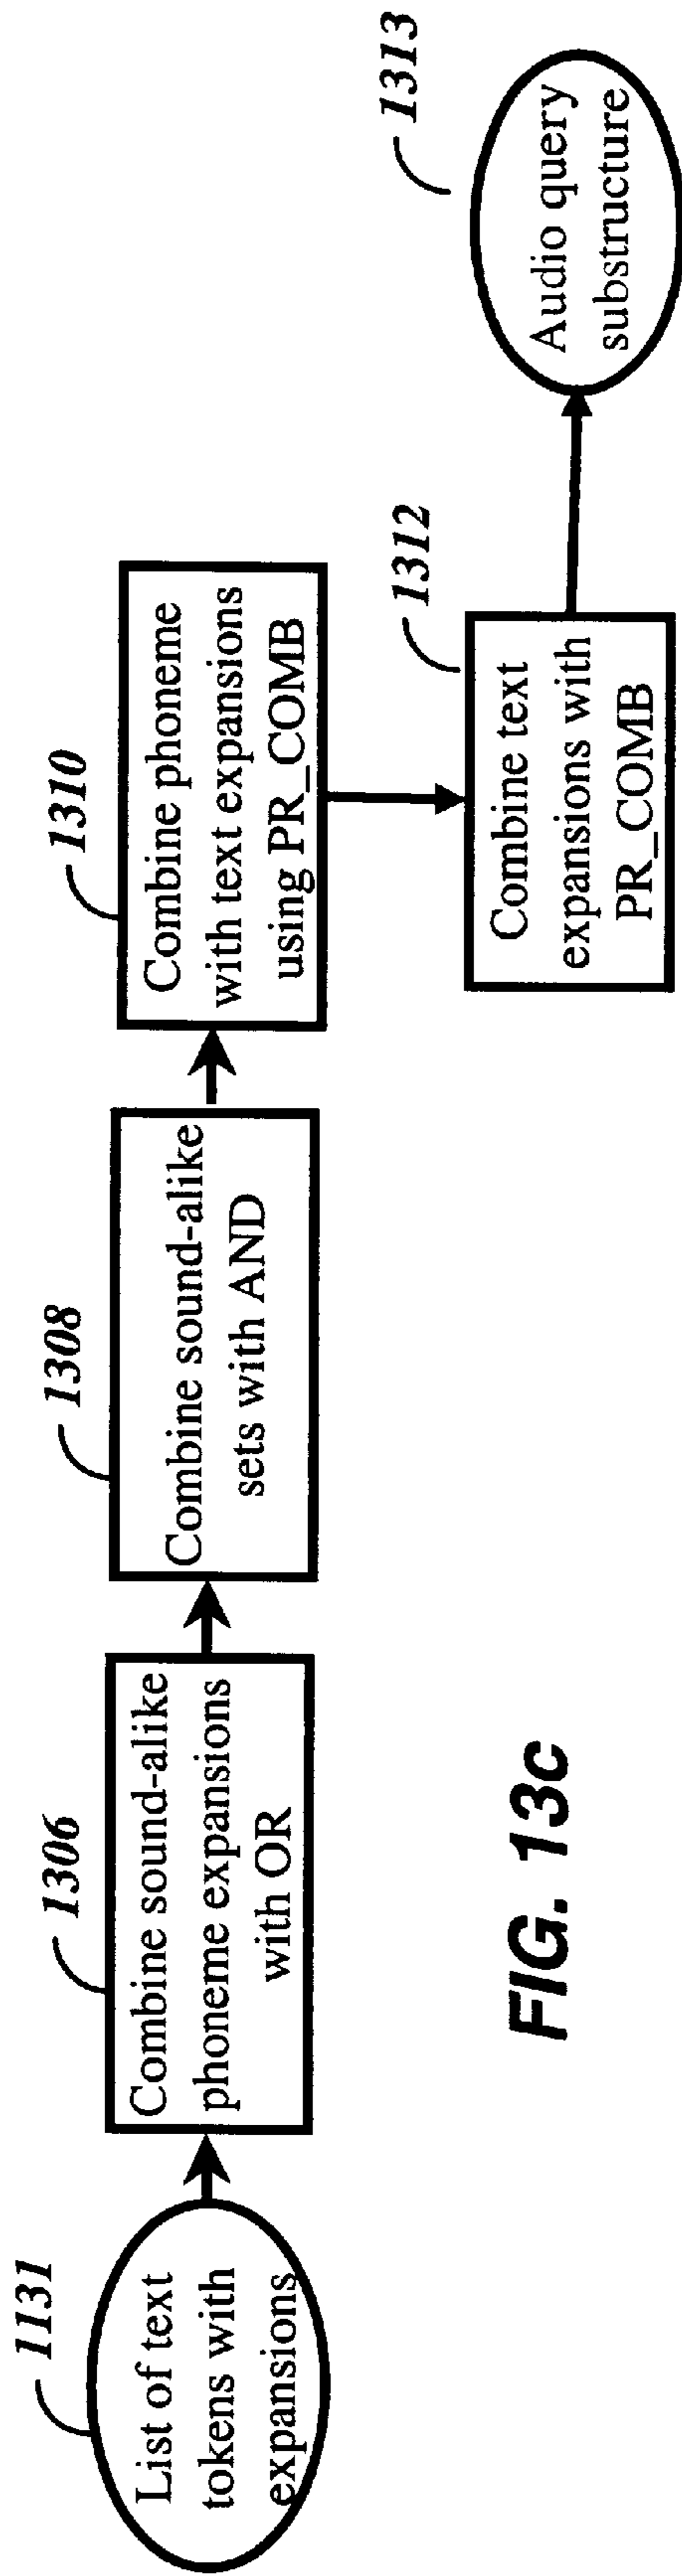 1131
List of text
tokens with
expansions
1306
Combine sound-alike
phoneme expansions
with OR
1308
Combine sound-alike
sets with AND
1310
Combine phoneme
with text expansions
using PR_COMB
1312
Combine text
expansions with
PR_COMB
1313
Audio query
substructure
FIG. 13c